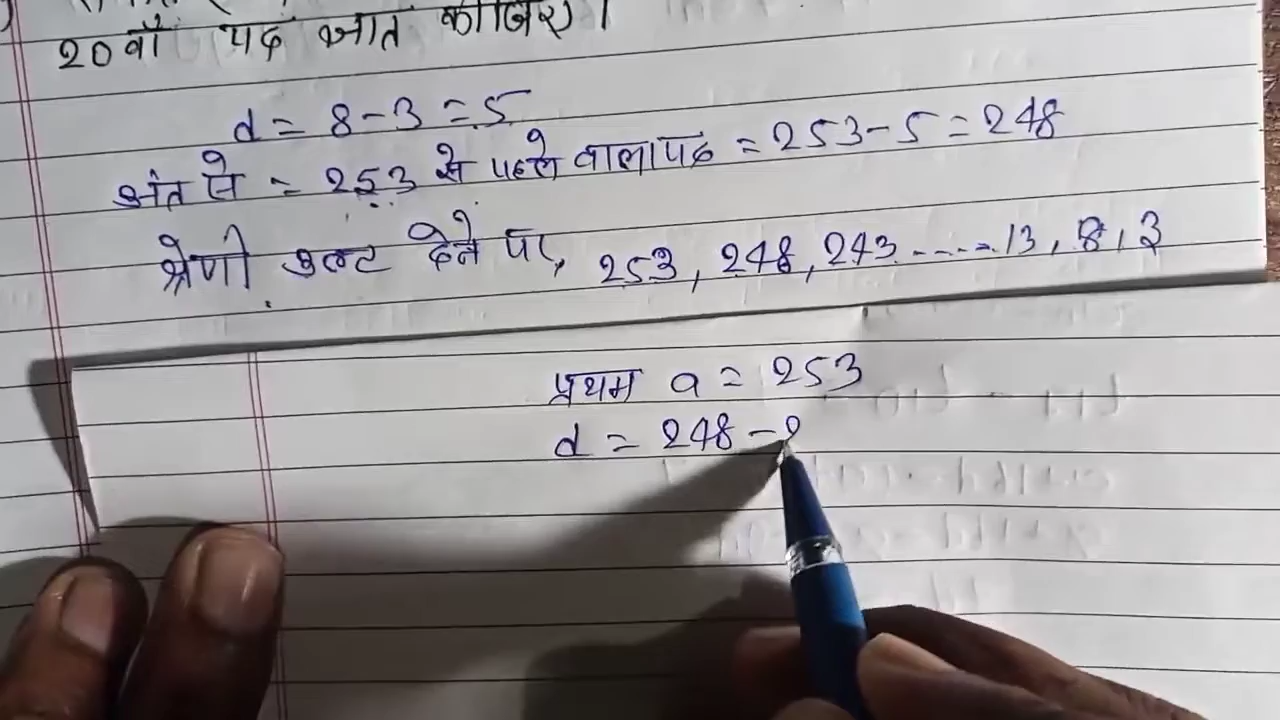 20वाँ पद ज्ञात कीजिए।
d = 8 - 3 = 5
अंत से = 253 से पहले वाला पद = 253 - 5 = 248
श्रेणी उलट देने पर, 253, 248, 243 ..... 13, 8, 3
प्रथम a = 253
d = 248 - 2